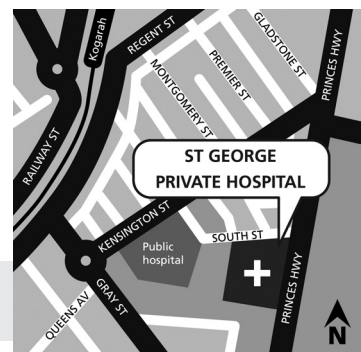 Kogarah
REGENT ST
GLADSTONE ST
PREMIER ST
MONTGOMERY ST
PRINCES HWY
RAILWAY ST
ST GEORGE
PRIVATE HOSPITAL
KENSINGTON ST
Public
hospital
SOUTH ST
GRAY ST
QUEENS AV
PRINCES HWY
N